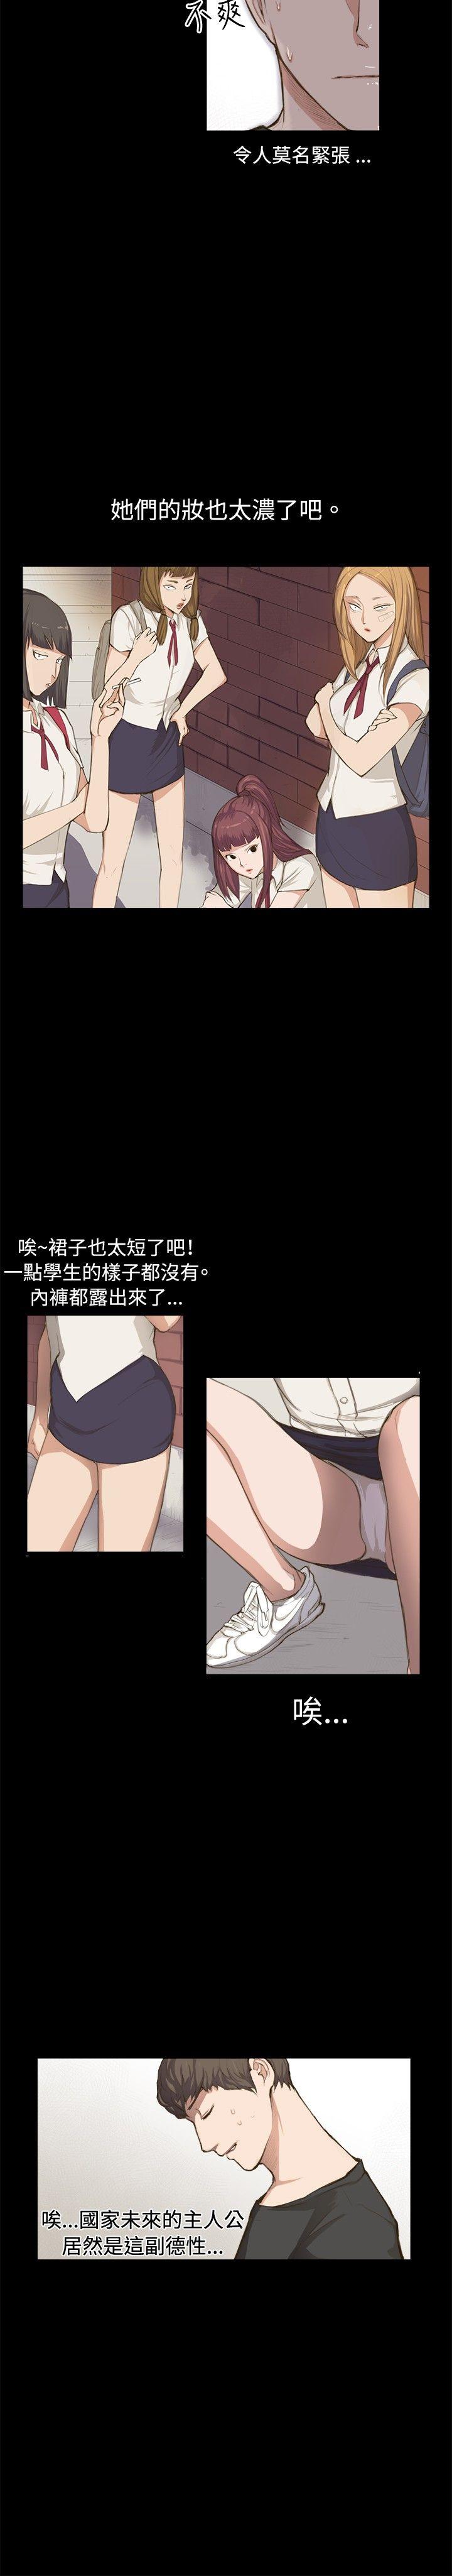 不爽
令人莫名緊張...
她們的妝也太濃了吧。
唉~裙子也太短了吧!
一點學生的樣子都沒有。
內褲都露出來了...
唉...
唉...國家未來的主人公
居然是這副德性...